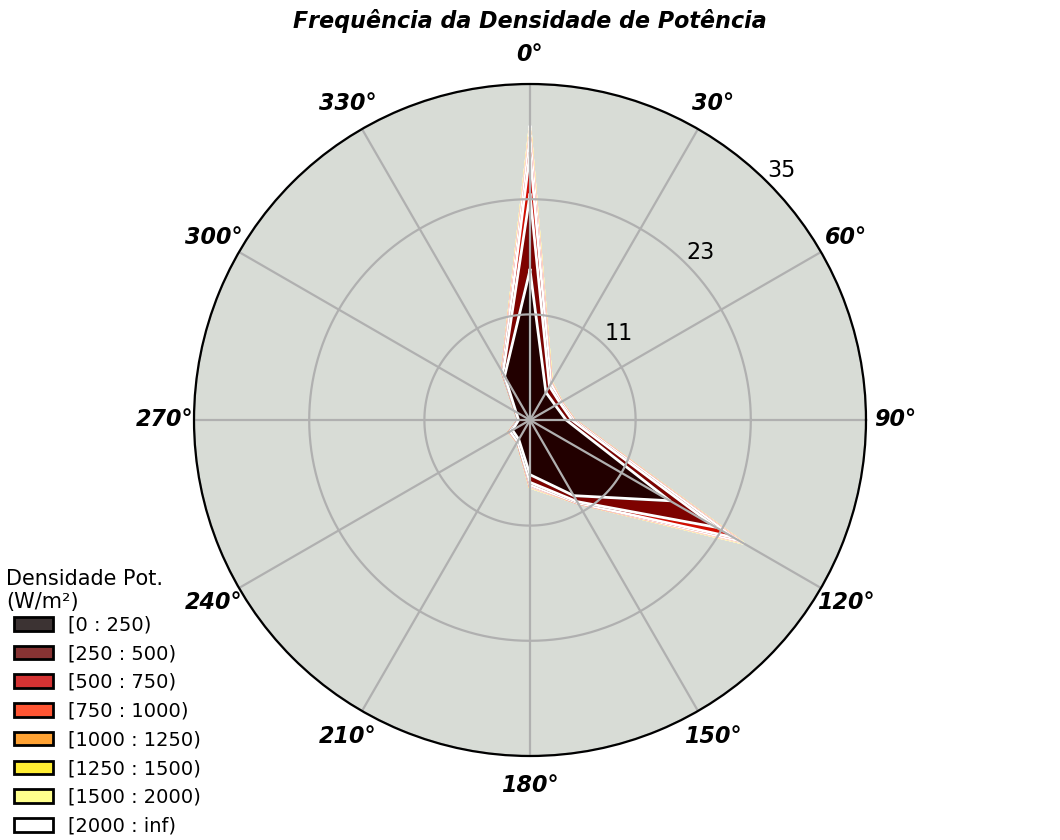 Frequência da Densidade de Potência
0°
330°
30°
35
300°
60°
23
11
270°
90°
Densidade Pot.
(W/m²)
240°
120°
[0 : 250)
[250 : 500)
[500 : 750)
[750 : 1000)
210°
150°
[1000 : 1250)
[1250 : 1500)
180°
[1500 : 2000)
[2000 : inf)